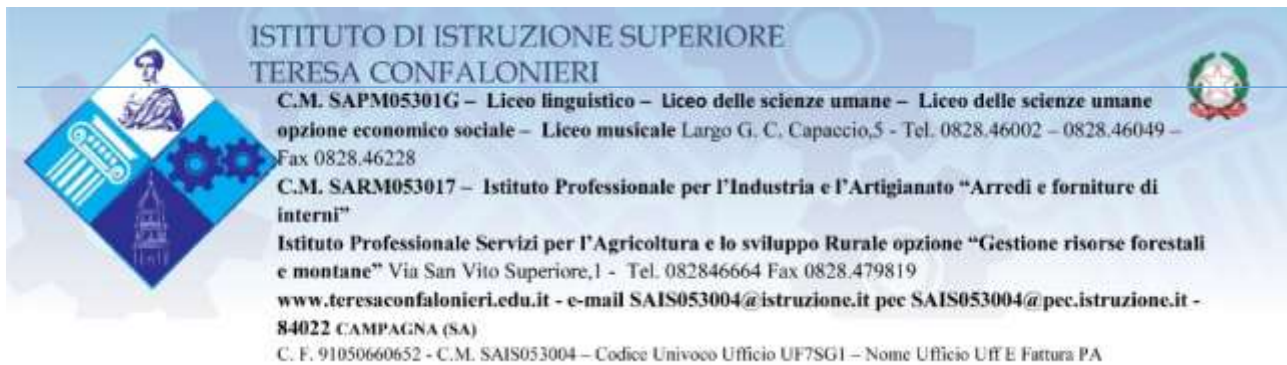 ISTITUTO DI ISTRUZIONE SUPERIORE
TERESA CONFALONIERI
C.M. SAPM05301G – Liceo linguistico – Liceo delle scienze umane – Liceo delle scienze umane
opzione economico sociale – Liceo musicale Largo G. C. Capaccio,5 - Tel. 0828.46002 – 0828.46049 –
Fax 0828.46228
C.M. SARM053017 – Istituto Professionale per l'Industria e l'Artigianato “Arredi e forniture di
interni”
Istituto Professionale Servizi per l'Agricoltura e lo sviluppo Rurale opzione “Gestione risorse forestali
e montane” Via San Vito Superiore,1 - Tel. 082846664 Fax 0828.479819
www.teresaconfalonieri.edu.it - e-mail SAIS053004@istruzione.it pec SAIS053004@pec.istruzione.it -
84022 CAMPAGNA (SA)
C. F. 91050660652 - C.M. SAIS053004 – Codice Univoco Ufficio UF7SG1 – Nome Ufficio Uff E Fattura PA